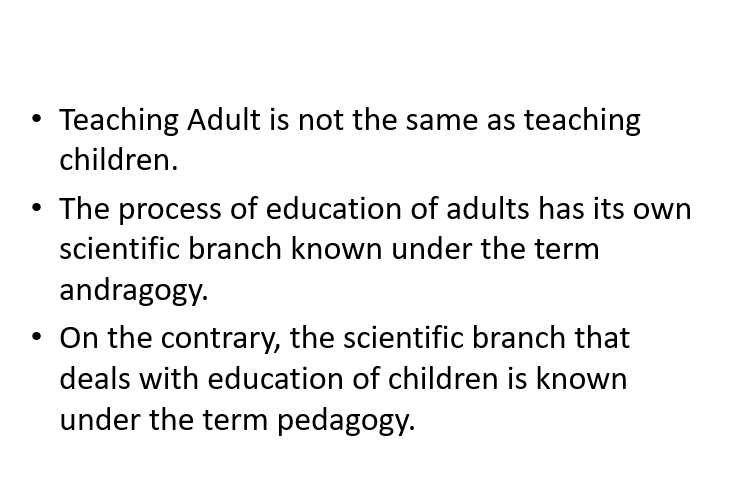 • Teaching Adult is not the same as teaching
children.
• The process of education of adults has its own
scientific branch known under the term
andragogy.
• On the contrary, the scientific branch that
deals with education of children is known
under the term pedagogy.